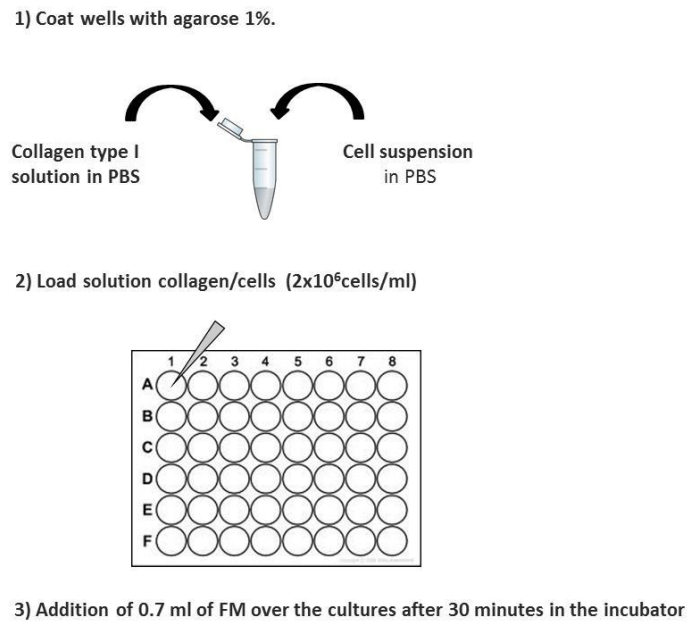 1) Coat wells with agarose 1%.
Collagen type I
solution in PBS
Cell suspension
in PBS
2) Load solution collagen/cells (2x10⁶cells/ml)
1 2 3 4 5 6 7 8
A
B
C
D
E
F
3) Addition of 0.7 ml of FM over the cultures after 30 minutes in the incubator